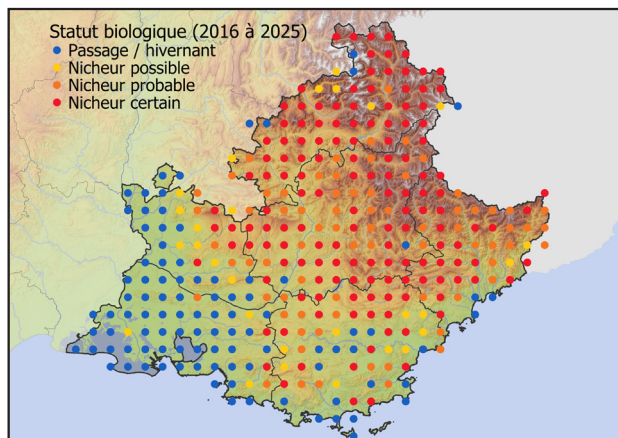 Statut biologique (2016 à 2025)
Passage / hivernant
Nicheur possible
Nicheur probable
Nicheur certain